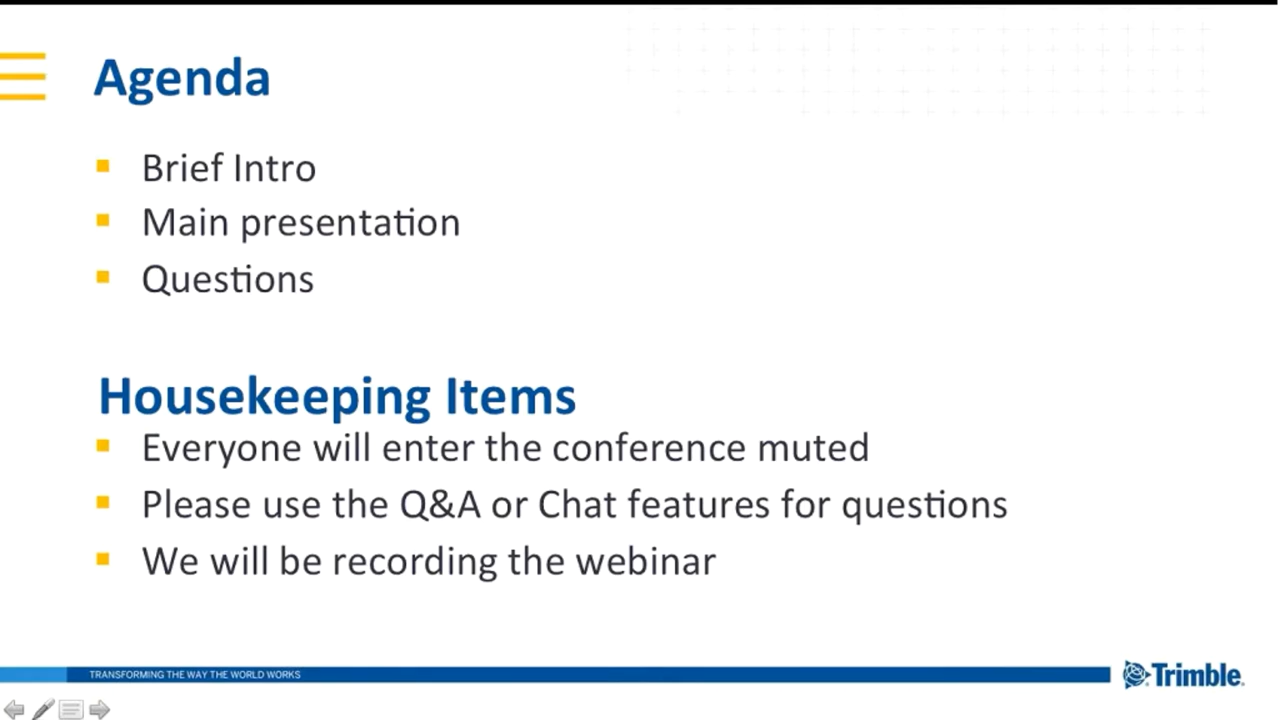 Agenda
Brief Intro
Main presentation
Questions
Housekeeping Items
Everyone will enter the conference muted
Please use the Q&A or Chat features for questions
We will be recording the webinar
TRANSFORMING THE WAY THE WORLD WORKS
Trimble